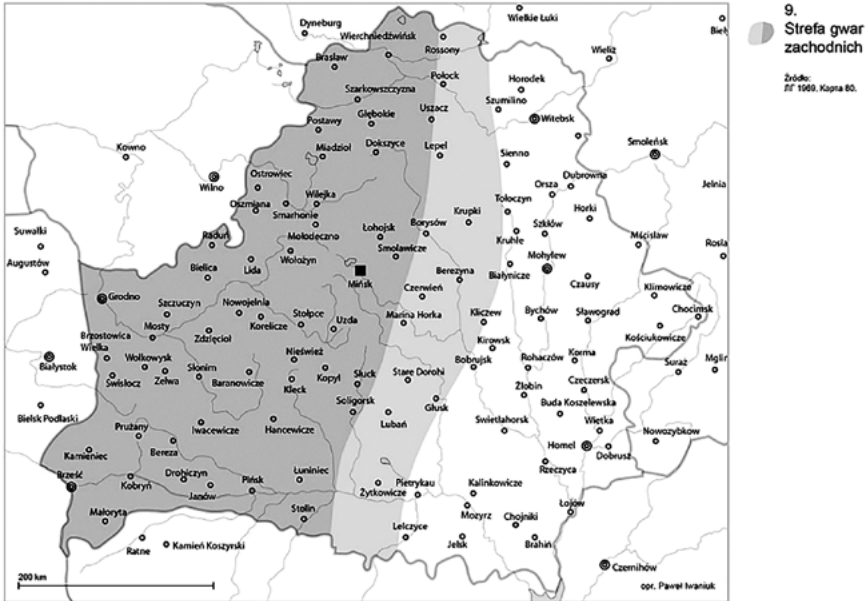 9.
Strefa gwar
zachodnich
Źródło:
ЛГ 1969, Карта 80.
Dyneburg
Wielkie Łuki
Wierchniedźwińsk
Rossony
Brasław
Wieliż
Połock
Horodek
Szarkowszczyzna
Szumilino
Uszacz
Witebsk
Głębokie
Postawy
Kowno
Miadzioł
Dokszyce
Lepel
Sienno
Smoleńsk
Wilno
Ostrowiec
Dubrowna
Orsza
Jelnia
Oszmiana
Wilejka
Tołoczyn
Horki
Smarhonie
Krupki
Suwałki
Raduń
Mołodeczno
Łohojsk
Borysów
Szkłów
Mścisław
Smolawicze
Kruhłe
Rosła
Augustów
Bielica
Lida
Wołożyn
Mohylew
Mińsk
Berezyna
Białynicze
Czausy
Klimowicze
Grodno
Szczuczyn
Nowojelnia
Stołpce
Czerwień
Chocimsk
Mosty
Korelicze
Uzda
Marina Horka
Kliczew
Bychów
Sławograd
Kościukowicze
Brzostowica
Wielka
Zdzięcioł
Kirowsk
Białystok
Wołkowysk
Nieśwież
Bobrujsk
Rohaczów
Korma
Suraż
Mglin
Świsłocz
Zelwa
Słonim
Baranowicze
Kleck
Kopyl
Słuck
Stare Dorohi
Żłobin
Czeczersk
Bielsk Podlaski
Soligorsk
Lubań
Głusk
Buda Koszelewska
Prużany
Iwacewicze
Hancewicze
Świetłahorsk
Wietka
Nowozybkow
Kamieniec
Bereza
Homel
Dobrusz
Brześć
Drohiczyn
Łuniniec
Rzeczyca
Kobryń
Janów
Pińsk
Żytkowicze
Pietrykau
Kalinkowicze
Małoryta
Stolin
Mozyrz
Chojniki
Łojów
Ratne
Kamień Koszyrski
Lelczyce
Jelsk
Brahiń
Czernihów
200 km
opr. Paweł Iwaniuk